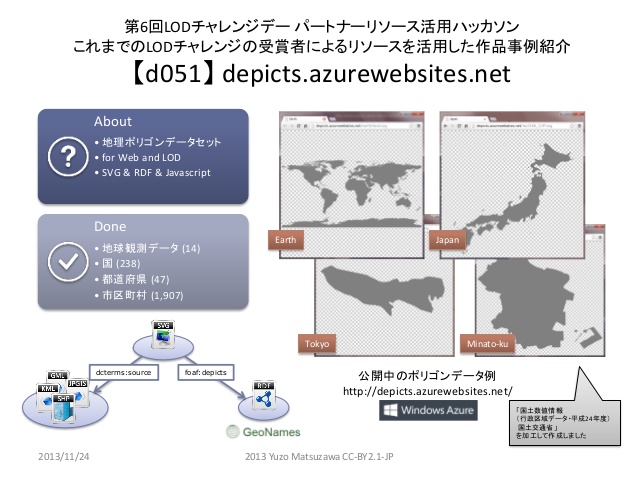 第6回LODチャレンジデー パートナーリソース活用ハッカソン
これまでのLODチャレンジの受賞者によるリソースを活用した作品事例紹介
【d051】depicts.azurewebsites.net
About
• 地理ポリゴンデータセット
• for Web and LOD
• SVG & RDF & Javascript
Done
• 地球観測データ (14)
• 国 (238)
• 都道府県 (47)
• 市区町村 (1,907)
Earth
Japan
Tokyo
Minato-ku
SVG
dcterms:source
foaf:depicts
GML
KML
JPGIS
SHP
RDF
GeoNames
公開中のポリゴンデータ例
http://depicts.azurewebsites.net/
Windows Azure
「国土数値情報
（行政区域データ・平成24年度）
国土交通省」
を加工して作成しました
2013/11/24
2013 Yuzo Matsuzawa CC-BY2.1-JP